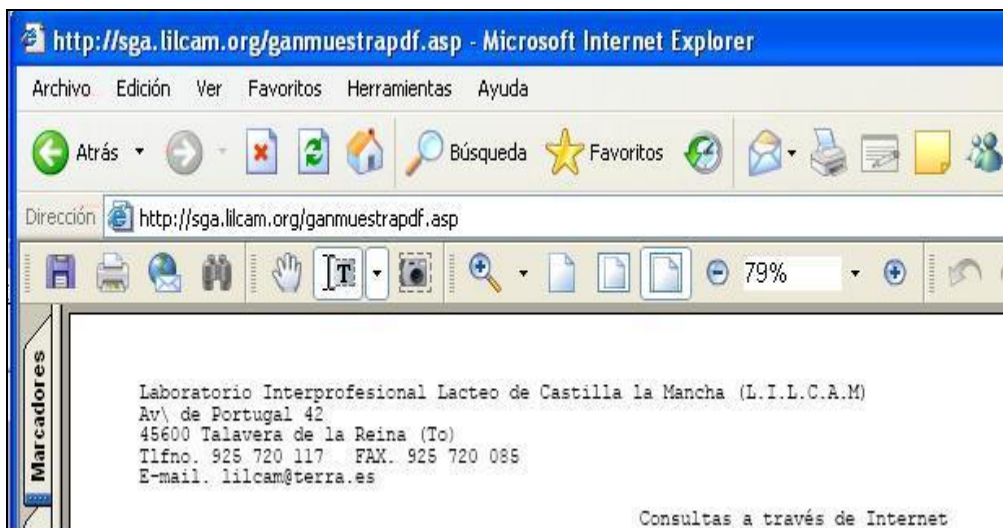 http://sga.lilcam.org/ganmuestrapdf.asp - Microsoft Internet Explorer
Archivo Edición Ver Favoritos Herramientas Ayuda
Atrás Búsqueda Favoritos
Dirección http://sga.lilcam.org/ganmuestrapdf.asp
T 79%
Marcadores
Laboratorio Interprofesional Lacteo de Castilla la Mancha (L.I.L.C.A.M)
Av\ de Portugal 42
45600 Talavera de la Reina (To)
Tlfno. 925 720 117 FAX. 925 720 085
E-mail. lilcam@terra.es
Consultas a través de Internet